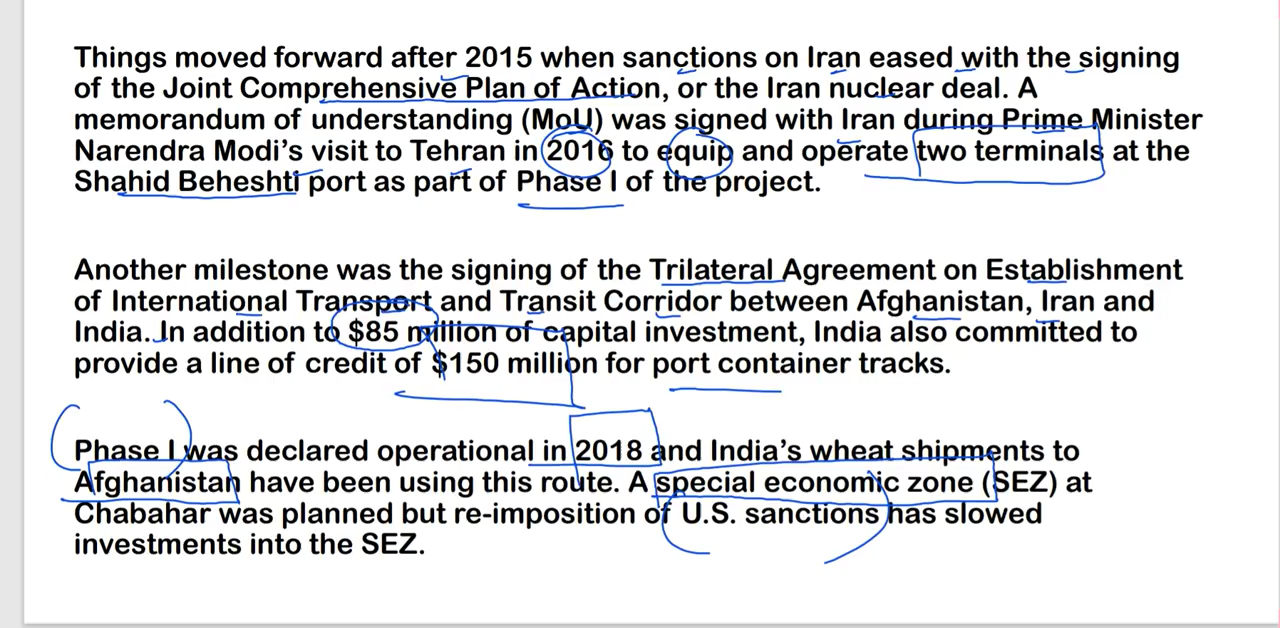 Things moved forward after 2015 when sanctions on Iran eased with the signing
of the Joint Comprehensive Plan of Action, or the Iran nuclear deal. A
memorandum of understanding (MoU) was signed with Iran during Prime Minister
Narendra Modi's visit to Tehran in 2016 to equip and operate two terminals at the
Shahid Beheshti port as part of Phase I of the project.
Another milestone was the signing of the Trilateral Agreement on Establishment
of International Transport and Transit Corridor between Afghanistan, Iran and
India. In addition to $85 million of capital investment, India also committed to
provide a line of credit of $150 million for port container tracks.
Phase I was declared operational in 2018 and India's wheat shipments to
Afghanistan have been using this route. A special economic zone (SEZ) at
Chabahar was planned but re-imposition of U.S. sanctions has slowed
investments into the SEZ.